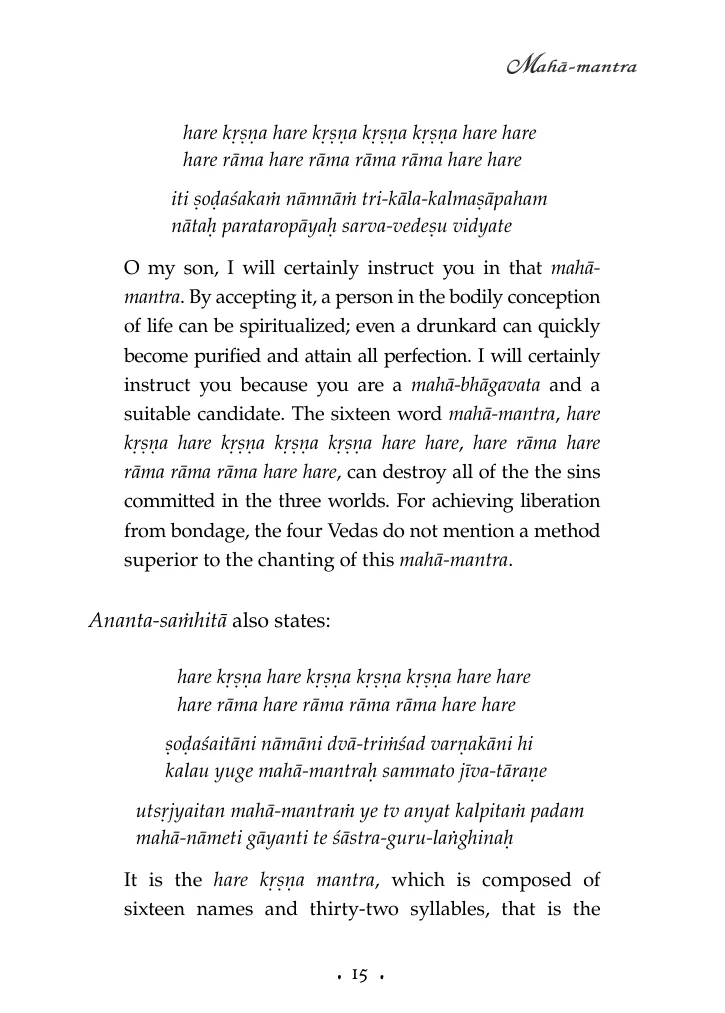 Mahā-mantra
hare kṛṣṇa hare kṛṣṇa kṛṣṇa kṛṣṇa hare hare
hare rāma hare rāma rāma rāma hare hare
iti ṣoḍaśakaṁ nāmnāṁ tri-kāla-kalmaṣāpaham
nātaḥ parataropāyaḥ sarva-vedeṣu vidyate
O my son, I will certainly instruct you in that mahā-
mantra. By accepting it, a person in the bodily conception
of life can be spiritualized; even a drunkard can quickly
become purified and attain all perfection. I will certainly
instruct you because you are a mahā-bhāgavata and a
suitable candidate. The sixteen word mahā-mantra, hare
kṛṣṇa hare kṛṣṇa kṛṣṇa kṛṣṇa hare hare, hare rāma hare
rāma rāma rāma hare hare, can destroy all of the the sins
committed in the three worlds. For achieving liberation
from bondage, the four Vedas do not mention a method
superior to the chanting of this mahā-mantra.
Ananta-saṁhitā also states:
hare kṛṣṇa hare kṛṣṇa kṛṣṇa kṛṣṇa hare hare
hare rāma hare rāma rāma rāma hare hare
ṣoḍaśaitāni nāmāni dvā-triṁśad varṇakāni hi
kalau yuge mahā-mantraḥ sammato jīva-tāraṇe
utsṛjyaitan mahā-mantraṁ ye tv anyat kalpitaṁ padam
mahā-nāmeti gāyanti te śāstra-guru-laṅghinaḥ
It is the hare kṛṣṇa mantra, which is composed of
sixteen names and thirty-two syllables, that is the
• 15 •